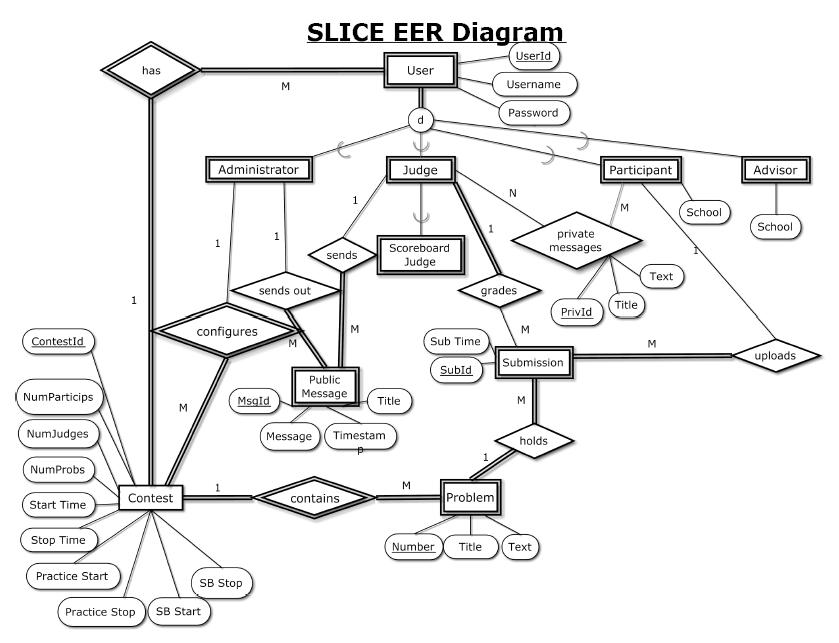 SLICE EER Diagram
has
User
UserId
M
Username
Password
d
Administrator
Judge
Participant
Advisor
N
M
School
School
1
1
1
1
private
messages
1
sends
Scoreboard
Judge
Text
sends out
grades
PrivId
Title
1
configures
M
M
M
ContestId
Sub Time
M
uploads
SubId
Submission
Public
Message
NumParticips
MsgId
Title
M
M
NumJudges
Message
Timestam
p
holds
1
NumProbs
Start Time
Contest
1
contains
M
Problem
Stop Time
Number
Title
Text
Practice Start
SB Stop
Practice Stop
SB Start